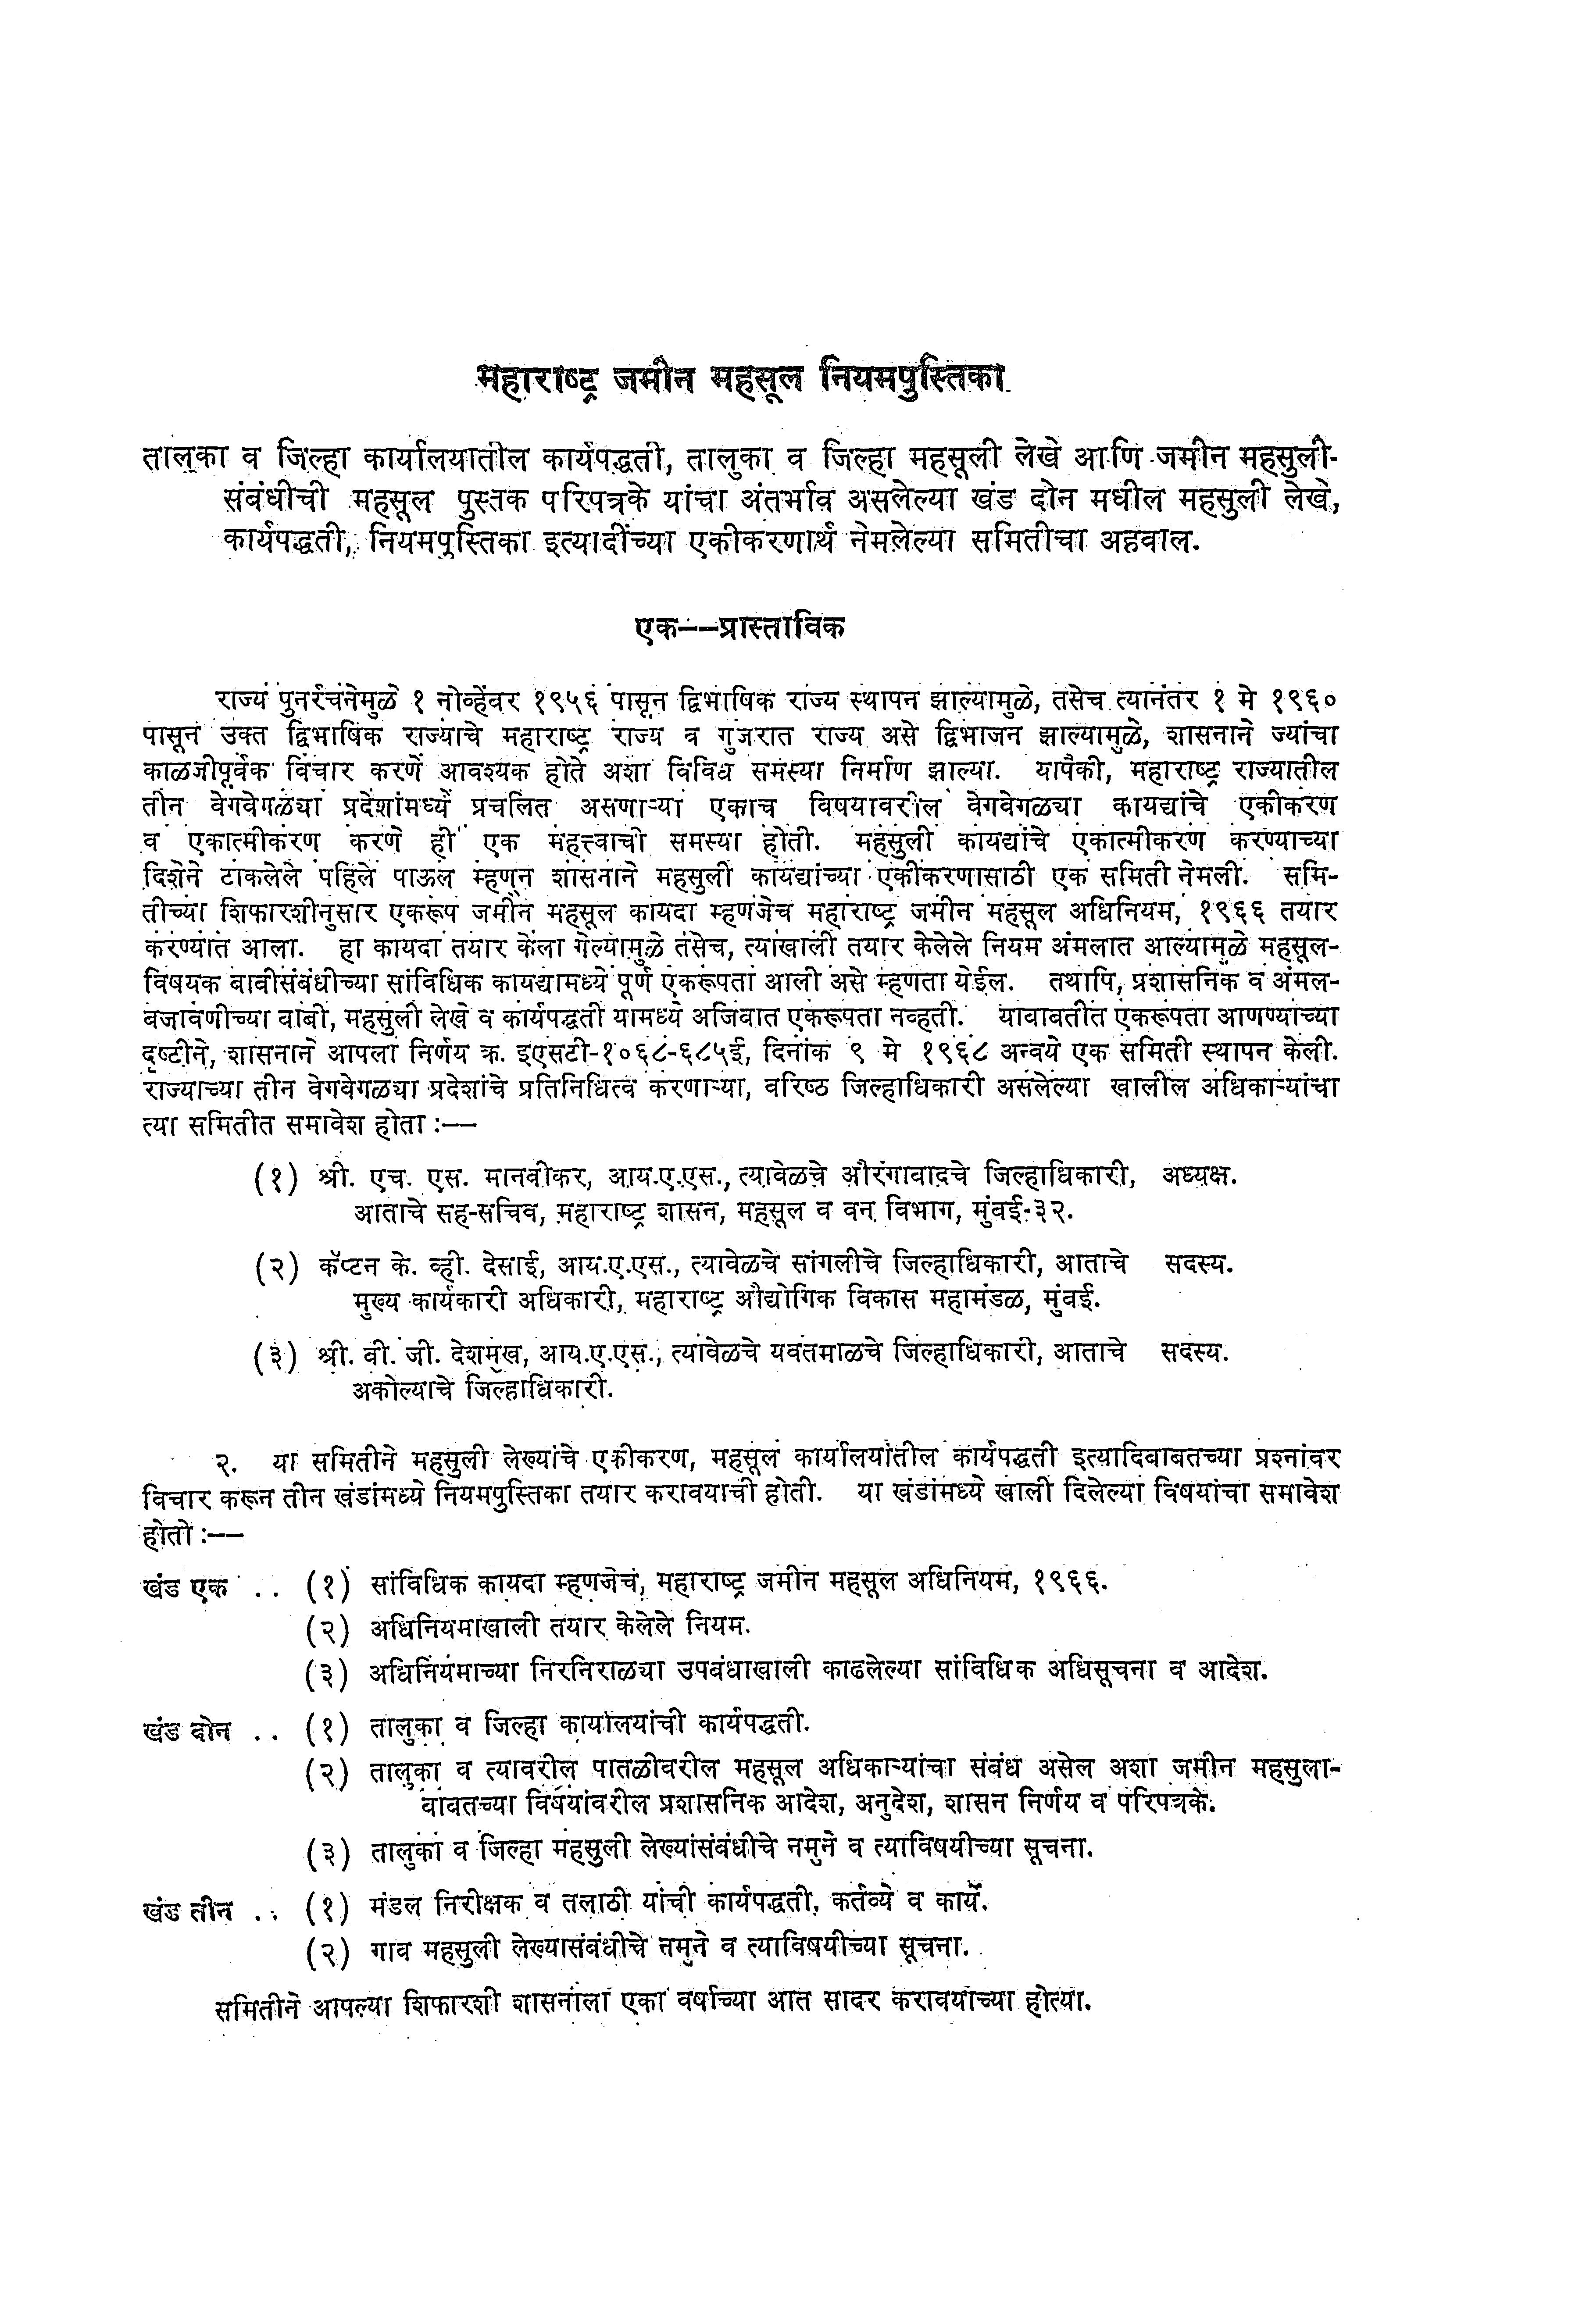 महाराष्ट्र जमीन महसूल नियमपुस्तिका
तालुका व जिल्हा कार्यालयातील कार्यपद्धती, तालुका व जिल्हा महसूली लेखे आणि जमीन महसुली-
संबंधीची महसूल पुस्तक परिपत्रके यांचा अंतर्भाव असलेल्या खंड दोन मधील महसुली लेखे,
कार्यपद्धती, नियमपुस्तिका इत्यादींच्या एकीकरणार्थ नेमलेल्या समितीचा अहवाल.
एक--प्रास्ताविक
राज्य पुनर्रचनेमुळे १ नोव्हेंबर १९५६ पासून द्विभाषिक राज्य स्थापन झाल्यामुळे, तसेच त्यानंतर १ मे १९६०
पासून उक्त द्विभाषिक राज्याचे महाराष्ट्र राज्य व गुजरात राज्य असे द्विभाजन झाल्यामुळे, शासनाने ज्यांचा
काळजीपूर्वक विचार करणे आवश्यक होते अशा विविध समस्या निर्माण झाल्या. यापैकी, महाराष्ट्र राज्यातील
तीन वेगवेगळ्या प्रदेशांमध्ये प्रचलित असणाऱ्या एकाच विषयावरील वेगवेगळ्या कायद्यांचे एकीकरण
व एकात्मीकरण करणे ही एक महत्त्वाची समस्या होती. महसुली कायद्यांचे एकात्मीकरण करण्याच्या
दिशेने टाकलेले पहिले पाऊल म्हणून शासनाने महसुली कायद्यांच्या एकीकरणासाठी एक समिती नेमली. समि-
तीच्या शिफारशीनुसार एकरूप जमीन महसूल कायदा म्हणजेच महाराष्ट्र जमीन महसूल अधिनियम, १९६६ तयार
करण्यात आला. हा कायदा तयार केला गेल्यामुळे तसेच, त्याखाली तयार केलेले नियम अंमलात आल्यामुळे महसूल-
विषयक बाबीसंबंधीच्या सांविधिक कायद्यामध्ये पूर्ण एकरूपता आली असे म्हणता येईल. तथापि, प्रशासनिक व अंमल-
बजावणीच्या बाबी, महसुली लेखे व कार्यपद्धती यामध्ये अजिबात एकरूपता नव्हती. याबाबतीत एकरूपता आणण्याच्या
दृष्टीने, शासनाने आपला निर्णय क्र. इएसटी-१०६८-६८५ई, दिनांक ९ मे १९६८ अन्वये एक समिती स्थापन केली.
राज्याच्या तीन वेगवेगळ्या प्रदेशांचे प्रतिनिधित्व करणाऱ्या, वरिष्ठ जिल्हाधिकारी असलेल्या खालील अधिकाऱ्यांचा
त्या समितीत समावेश होता :--
(१) श्री. एच. एस. मानवीकर, आय.ए.एस., त्यावेळचे औरंगाबादचे जिल्हाधिकारी, अध्यक्ष.
आताचे सह-सचिव, महाराष्ट्र शासन, महसूल व वन विभाग, मुंबई-३२.
(२) कॅप्टन के. व्ही. देसाई, आय.ए.एस., त्यावेळचे सांगलीचे जिल्हाधिकारी, आताचे सदस्य.
मुख्य कार्यकारी अधिकारी, महाराष्ट्र औद्योगिक विकास महामंडळ, मुंबई.
(३) श्री. बी. जी. देशमुख, आय.ए.एस., त्यावेळचे यवतमाळचे जिल्हाधिकारी, आताचे सदस्य.
अकोल्याचे जिल्हाधिकारी.
२. या समितीने महसुली लेख्यांचे एकीकरण, महसूल कार्यालयांतील कार्यपद्धती इत्यादिबाबतच्या प्रश्नांवर
विचार करून तीन खंडांमध्ये नियमपुस्तिका तयार करावयाची होती. या खंडांमध्ये खाली दिलेल्या विषयांचा समावेश
होतो :--
खंड एक .. (१) सांविधिक कायदा म्हणजेच, महाराष्ट्र जमीन महसूल अधिनियम, १९६६.
(२) अधिनियमाखाली तयार केलेले नियम.
(३) अधिनियमाच्या निरनिराळ्या उपबंधाखाली काढलेल्या सांविधिक अधिसूचना व आदेश.
खंड दोन .. (१) तालुका व जिल्हा कार्यालयांची कार्यपद्धती.
(२) तालुका व त्यावरील पातळीवरील महसूल अधिकाऱ्यांचा संबंध असेल अशा जमीन महसुला-
बाबतच्या विषयांवरील प्रशासनिक आदेश, अनुदेश, शासन निर्णय व परिपत्रके.
(३) तालुका व जिल्हा महसुली लेख्यांसंबंधीचे नमुने व त्याविषयीच्या सूचना.
खंड तीन .. (१) मंडल निरीक्षक व तलाठी यांची कार्यपद्धती, कर्तव्ये व कार्ये.
(२) गाव महसुली लेख्यासंबंधीचे नमुने व त्याविषयीच्या सूचना.
समितीने आपल्या शिफारशी शासनाला एका वर्षाच्या आत सादर करावयाच्या होत्या.